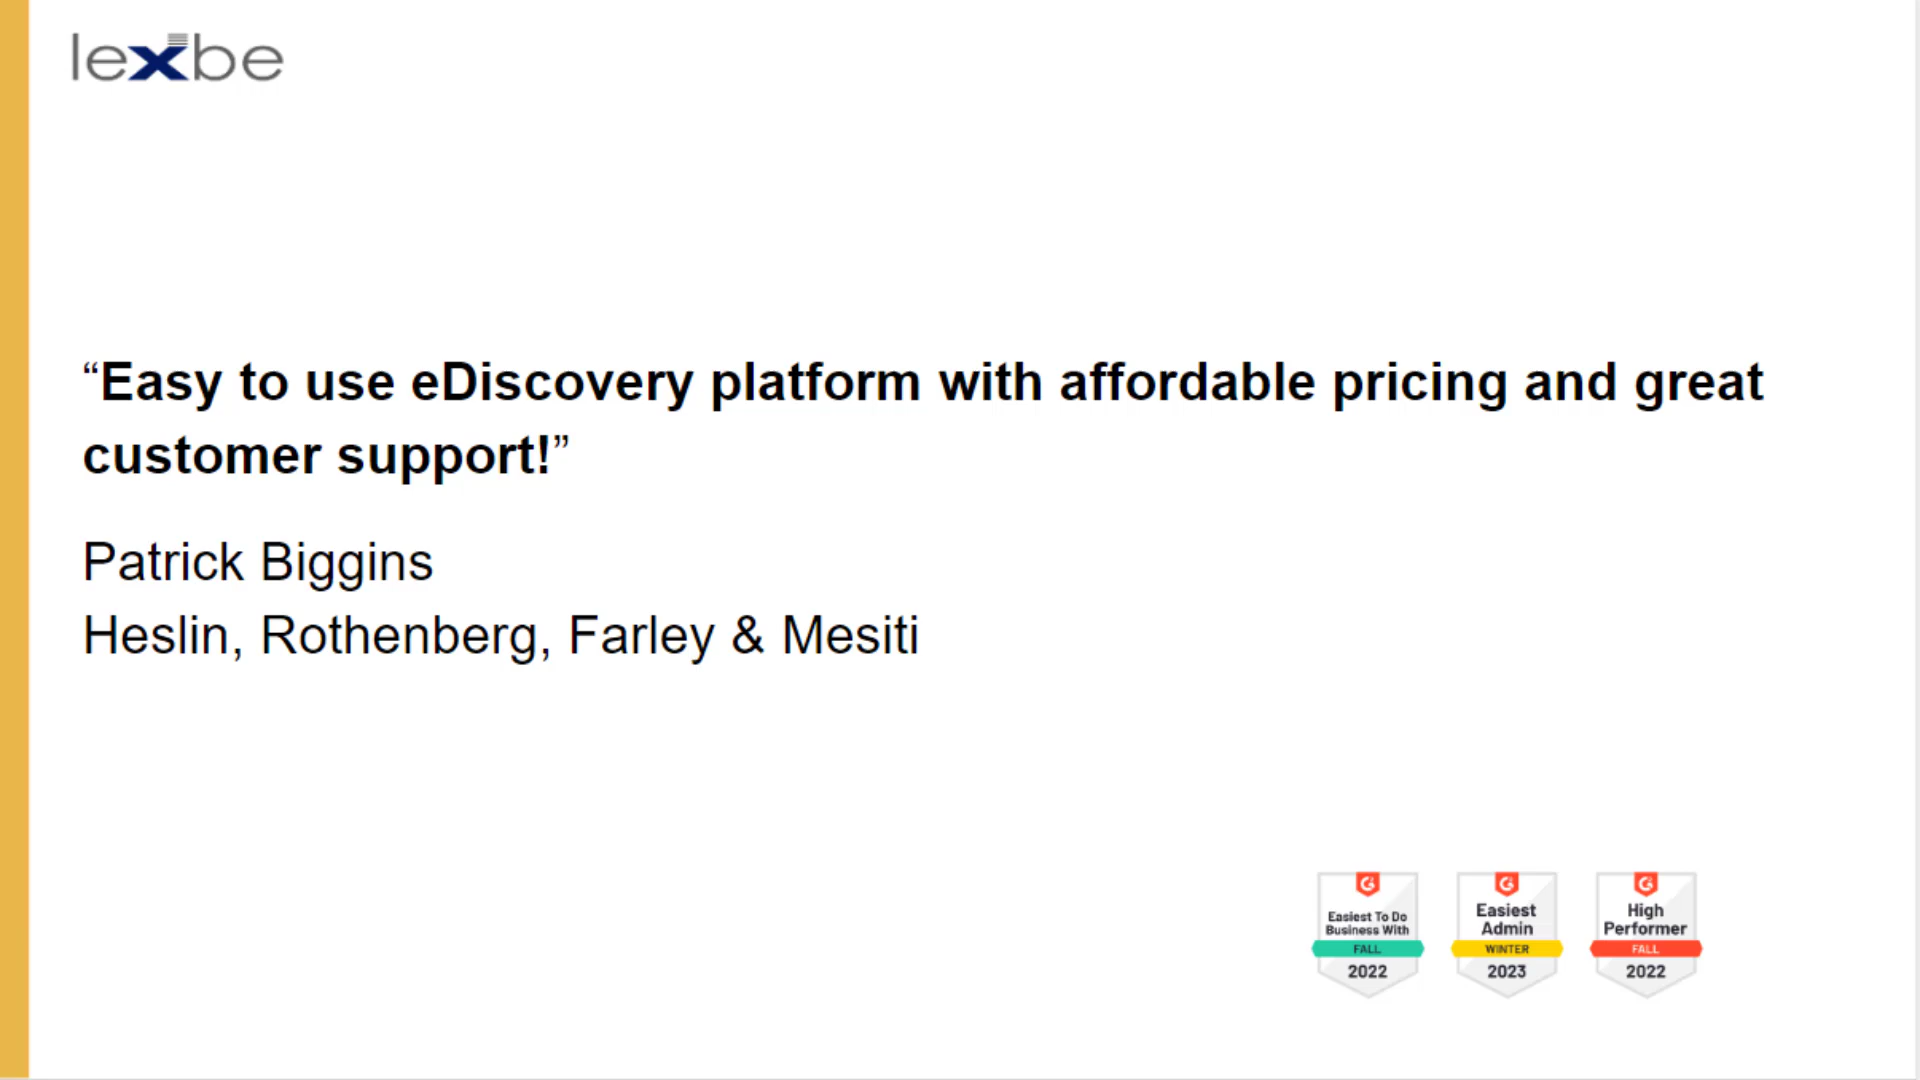 lexbe
“Easy to use eDiscovery platform with affordable pricing and great
customer support!”
Patrick Biggins
Heslin, Rothenberg, Farley & Mesiti
Easiest To Do
Business With
FALL
2022
Easiest
Admin
WINTER
2023
High
Performer
FALL
2022